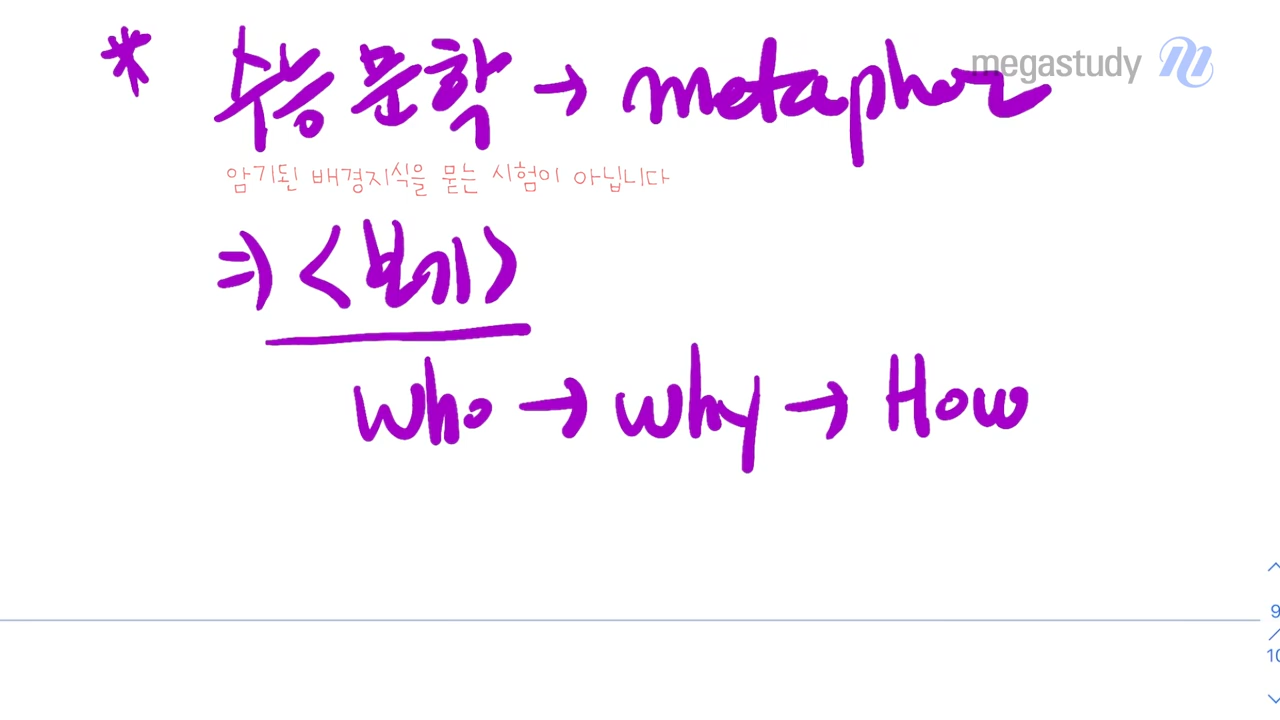 * 수능 문학 → metaphor
megastudy
암기된 배경지식을 묻는 시험이 아닙니다
⇒ <보기>
who → why → How
9
/
10